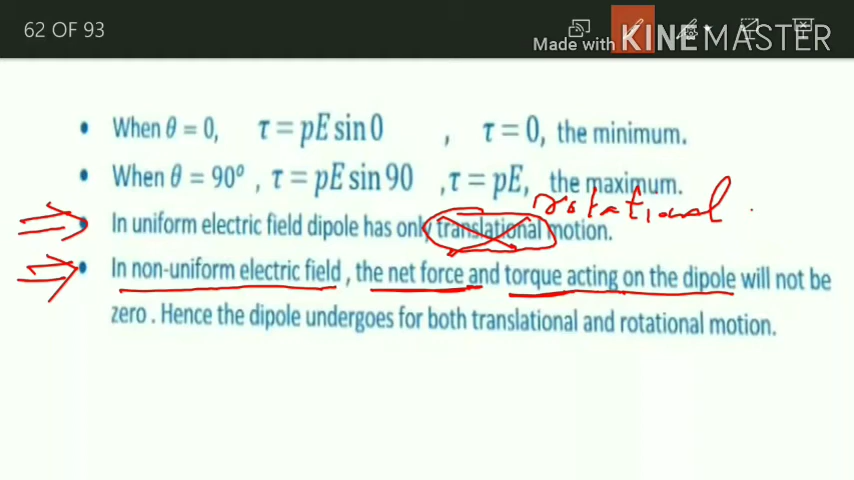 62 OF 93
Made with KINEMASTER
• When θ = 0, τ = pE sin 0 , τ = 0, the minimum.
• When θ = 90⁰ , τ = pE sin 90 , τ = pE, the maximum.
rotational .
• In uniform electric field dipole has only translational motion.
• In non-uniform electric field , the net force and torque acting on the dipole will not be
zero . Hence the dipole undergoes for both translational and rotational motion.